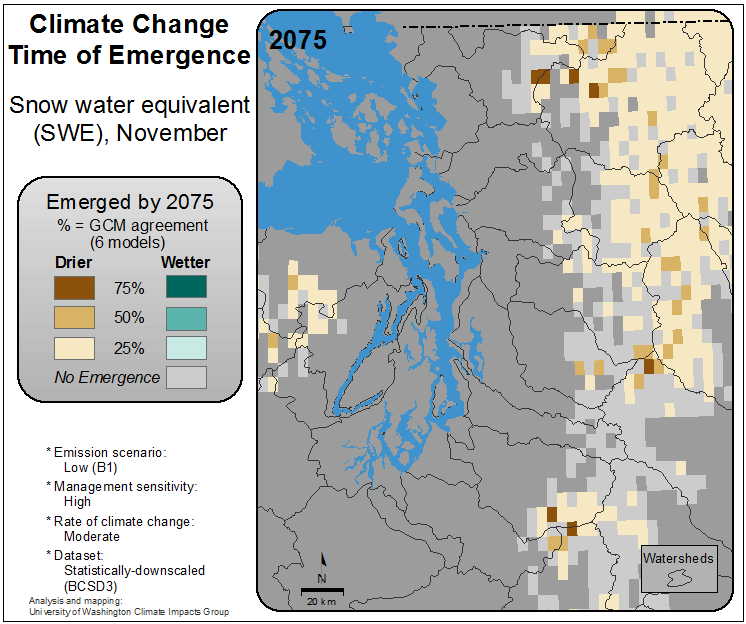 Climate Change
Time of Emergence
Snow water equivalent
(SWE), November
Emerged by 2075
% = GCM agreement
(6 models)
Drier Wetter
75%
50%
25%
No Emergence
* Emission scenario:
Low (B1)
* Management sensitivity:
High
* Rate of climate change:
Moderate
* Dataset:
Statistically-downscaled
(BCSD3)
Analysis and mapping:
University of Washington Climate Impacts Group
2075
N
20 km
Watersheds